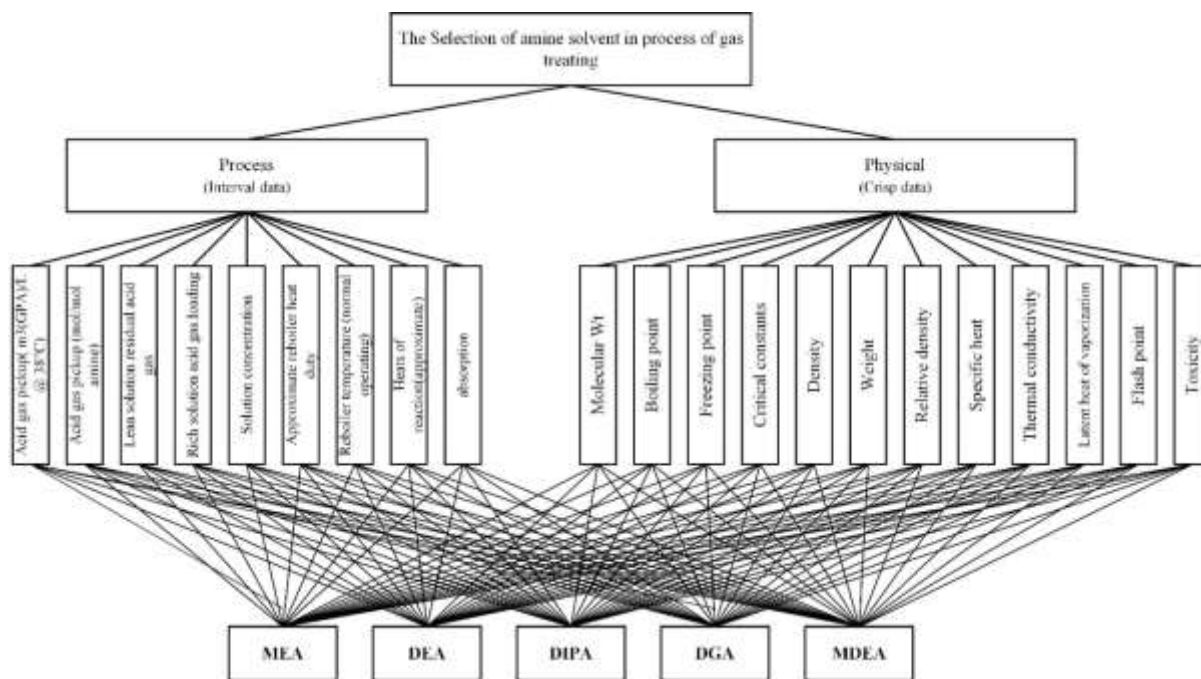 The Selection of amine solvent in process of gas
treating
Process
(Interval data)
Physical
(Crisp data)
Acid gas pickup( m3(GPA)/L
@ 38°C)
Acid gas pickup (mol/mol
amine)
Lean solution residual acid
gas
Rich solution acid gas loading
Solution concentration
Approximate reboiler heat
duty
Reboiler temperature (normal
operating)
Heats of
reaction(approximate)
absorption
Molecular Wt
Boiling point
Freezing point
Critical constants
Density
Weight
Relative density
Specific heat
Thermal conductivity
Latent heat of vaporization
Flash point
Toxicity
MEA
DEA
DIPA
DGA
MDEA